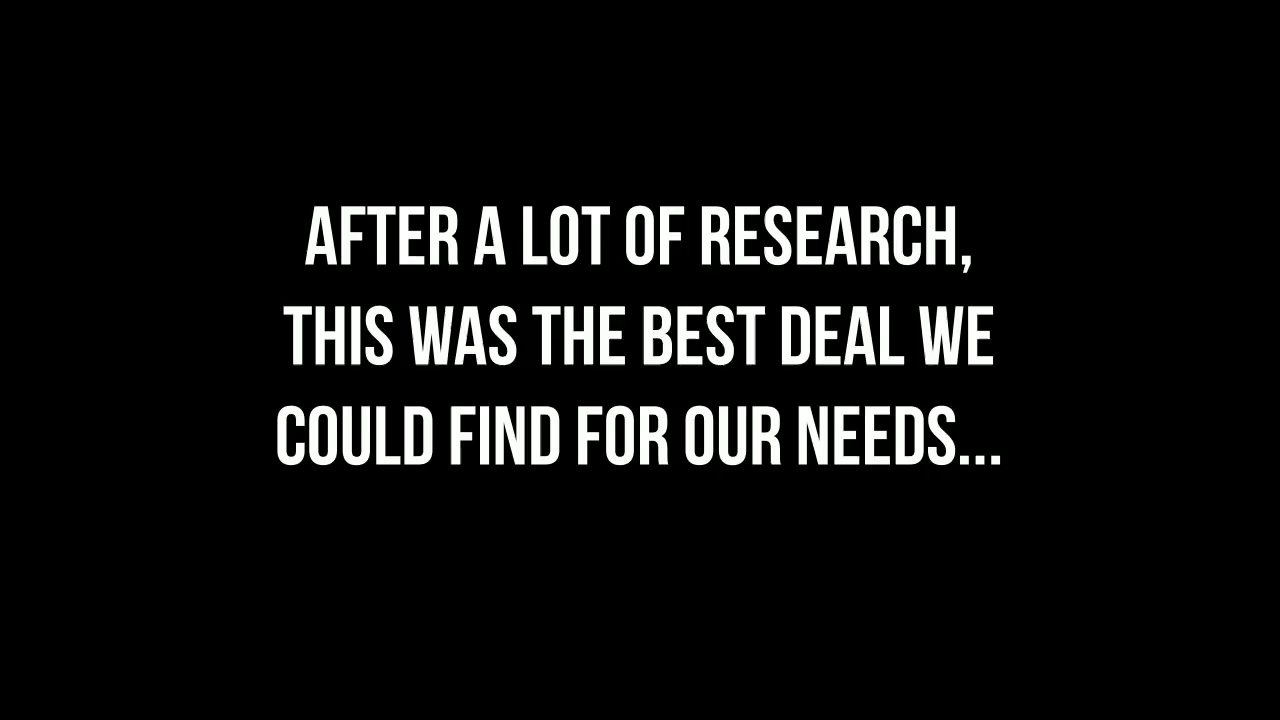 AFTER A LOT OF RESEARCH,
THIS WAS THE BEST DEAL WE
COULD FIND FOR OUR NEEDS...